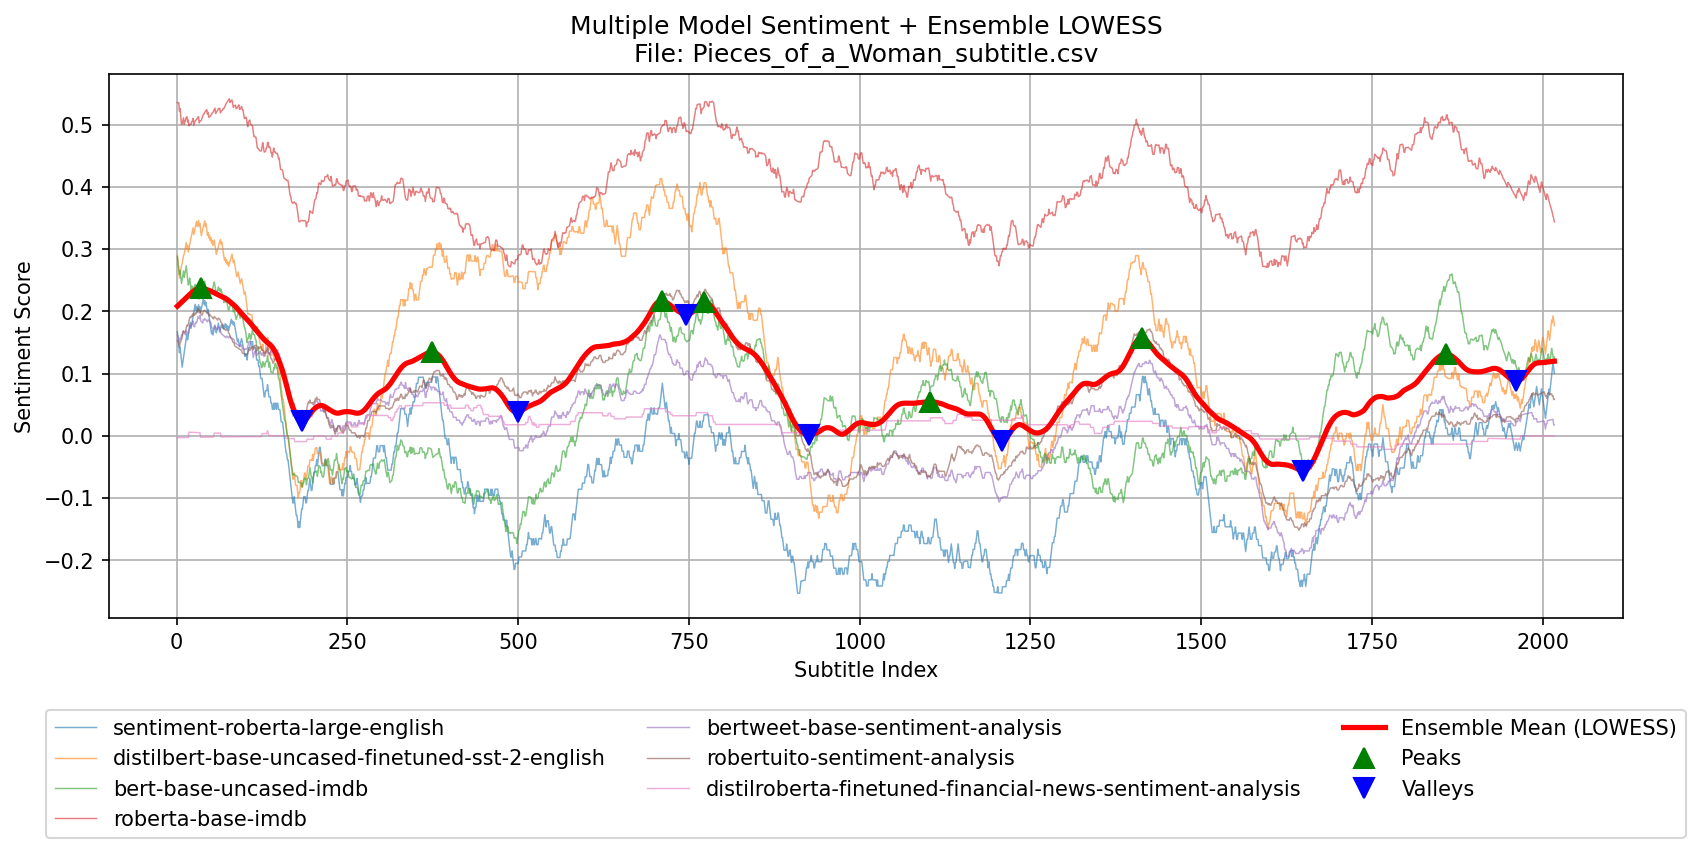 Multiple Model Sentiment + Ensemble LOWESS
File: Pieces_of_a_Woman_subtitle.csv
Sentiment Score
0.5
0.4
0.3
0.2
0.1
0.0
−0.1
−0.2
0 250 500 750 1000 1250 1500 1750 2000
Subtitle Index
sentiment-roberta-large-english
distilbert-base-uncased-finetuned-sst-2-english
bert-base-uncased-imdb
roberta-base-imdb
bertweet-base-sentiment-analysis
robertuito-sentiment-analysis
distilroberta-finetuned-financial-news-sentiment-analysis
Ensemble Mean (LOWESS)
Peaks
Valleys